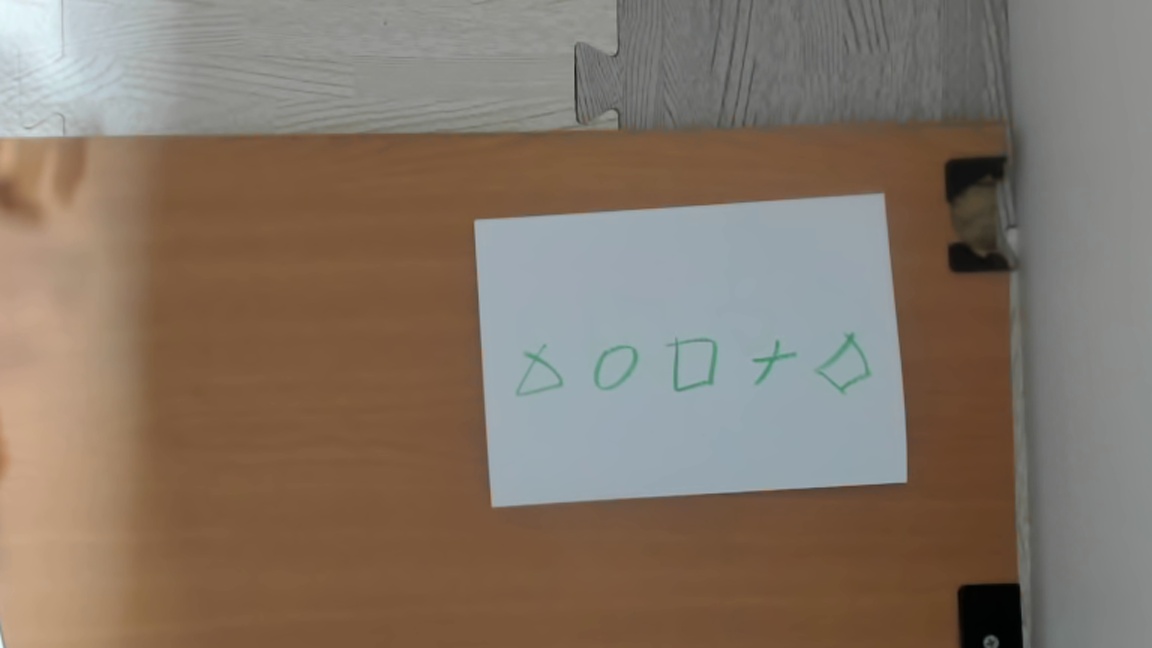 △ ○ □ + ◇